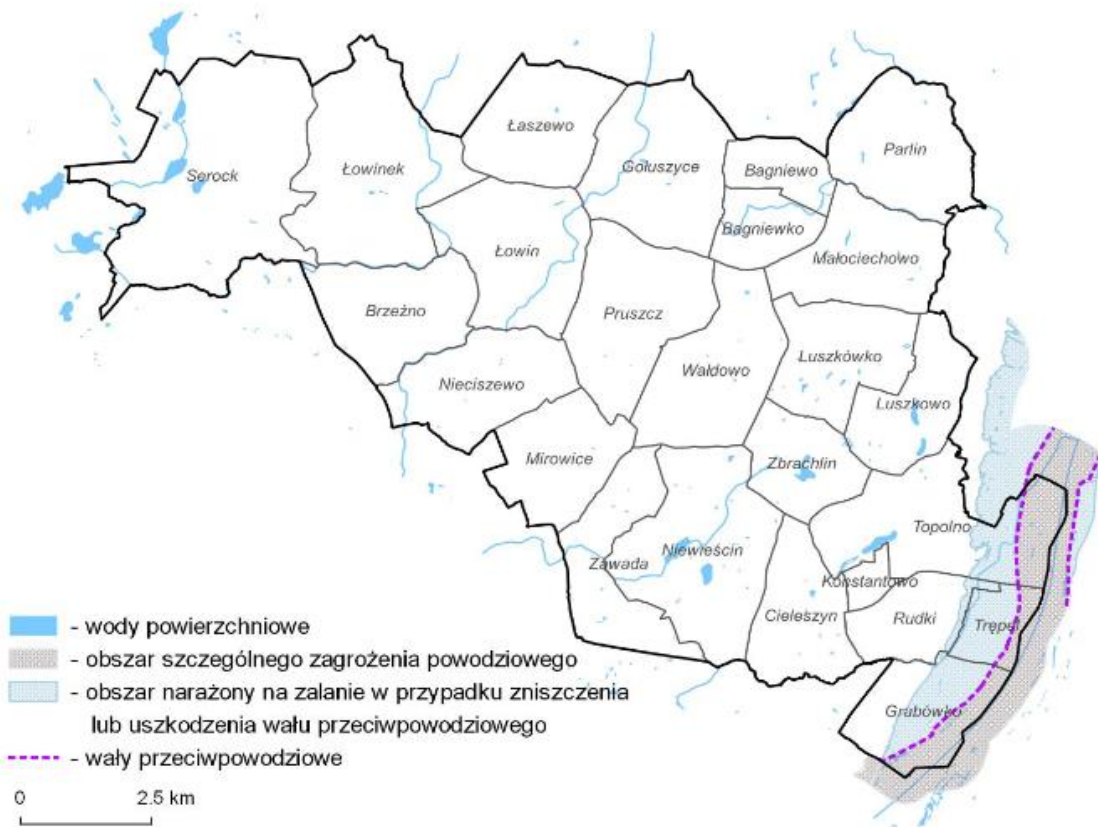 Serock
Łowinek
Łaszewo
Gołuszyce
Bagniewo
Parlin
Bagniewko
Małociechowo
Łowin
Brzeźno
Pruszcz
Nieciszewo
Wałdowo
Łuszkówko
Luszkowo
Mirowice
Zbrachlin
Topolno
Zawada
Niewieścin
Konstantowo
Cieleszyn
Rudki
Trępel
Grabówko
- wody powierzchniowe
- obszar szczególnego zagrożenia powodziowego
- obszar narażony na zalanie w przypadku zniszczenia
lub uszkodzenia wału przeciwpowodziowego
- wały przeciwpowodziowe
0 2.5 km